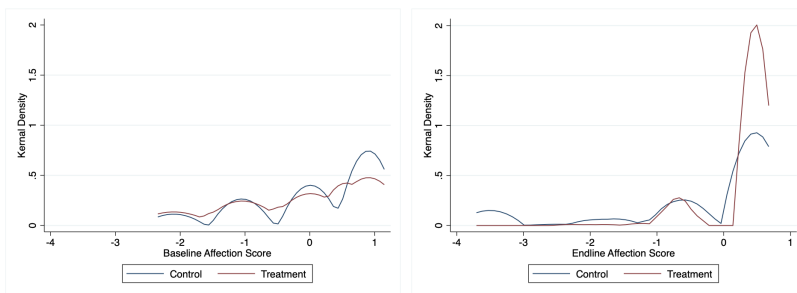 2
1.5
1
.5
0
Kernal Density
-4 -3 -2 -1 0 1
Baseline Affection Score
Control Treatment
2
1.5
1
.5
0
Kernal Density
-4 -3 -2 -1 0 1
Endline Affection Score
Control Treatment